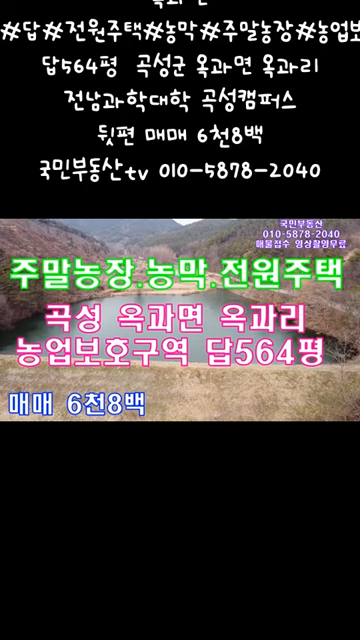 #답#전원주택#농막#주말농장#농업보
답564평 곡성군 옥과면 옥과리
전남과학대학 곡성캠퍼스
뒷편 매매 6천8백
국민부동산tv 010-5878-2040
국민부동산
010-5878-2040
매물접수 영상촬영무료
주말농장.농막.전원주택
곡성 옥과면 옥과리
농업보호구역 답564평
매매 6천8백